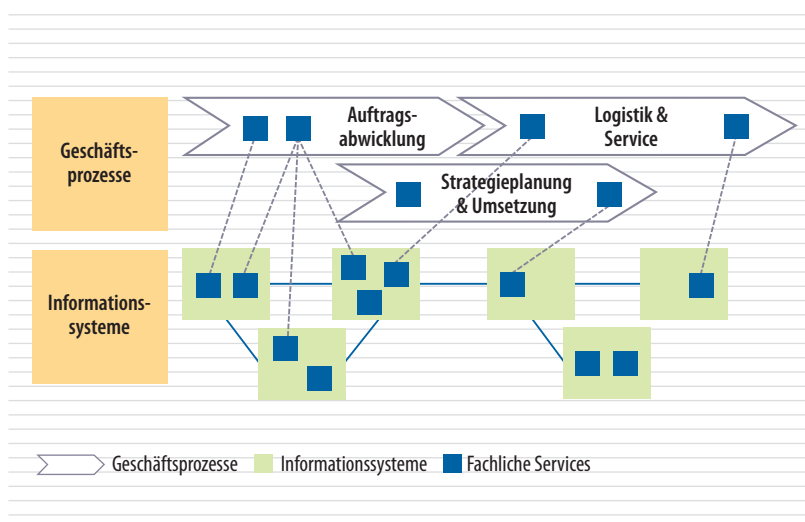 Geschäfts-
prozesse
Auftrags-
abwicklung
Logistik &
Service
Strategieplanung
& Umsetzung
Informations-
systeme
Geschäftsprozesse
Informationssysteme
Fachliche Services